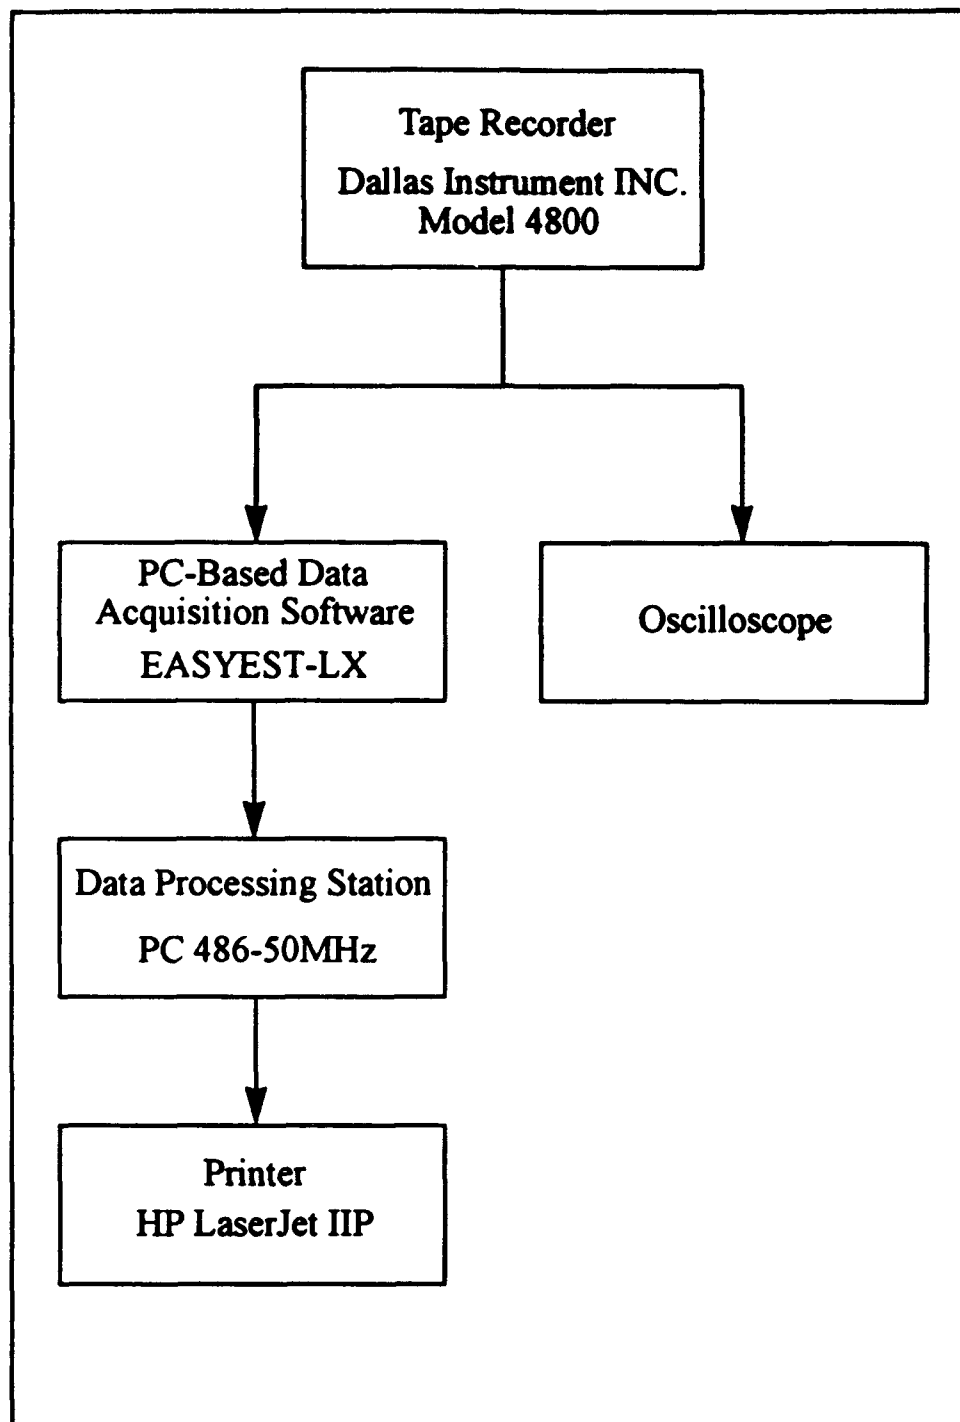 Tape Recorder
Dallas Instrument INC.
Model 4800
PC-Based Data
Acquisition Software
EASYEST-LX
Oscilloscope
Data Processing Station
PC 486-50MHz
Printer
HP LaserJet IIP